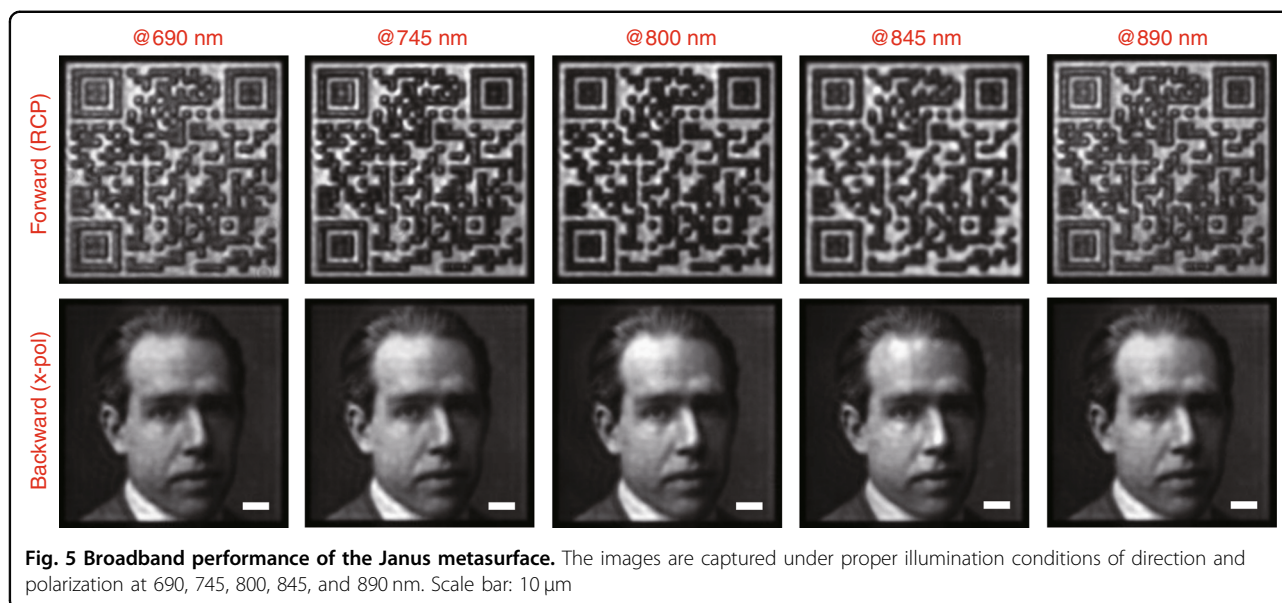 @690 nm
@745 nm
@800 nm
@845 nm
@890 nm
Forward (RCP)
Backward (x-pol)
Fig. 5 Broadband performance of the Janus metasurface. The images are captured under proper illumination conditions of direction and
polarization at 690, 745, 800, 845, and 890 nm. Scale bar: 10 μm